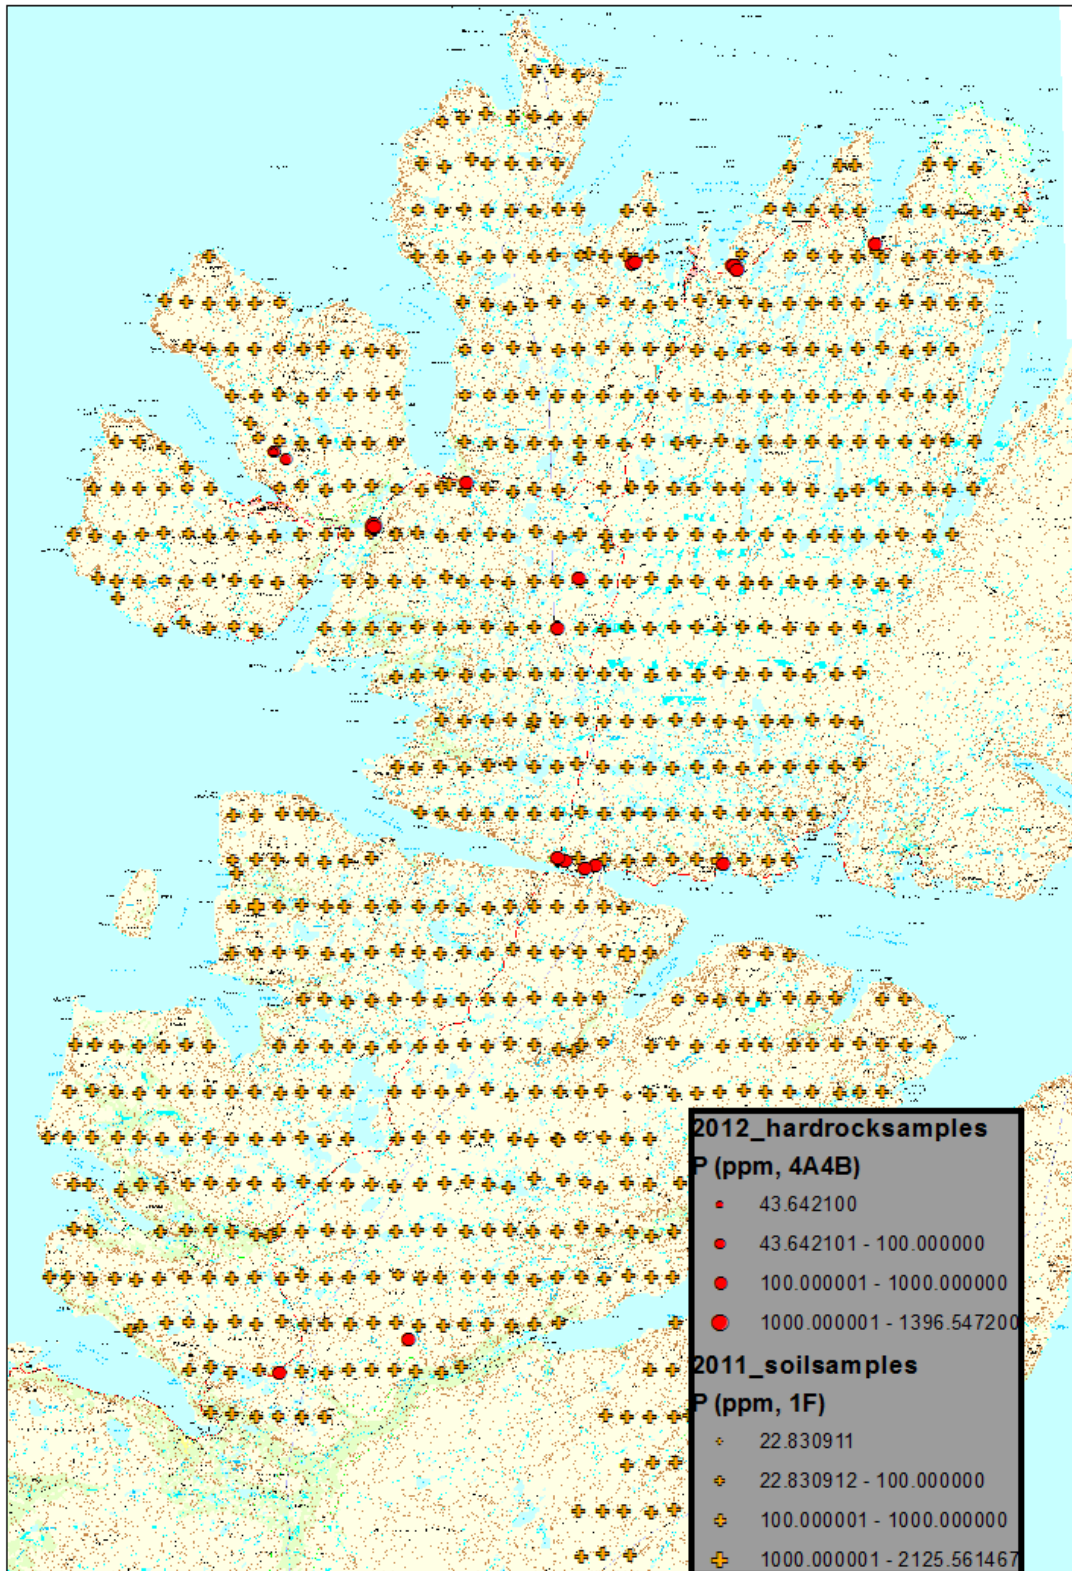 2012_hardrocksamples
P (ppm, 4A4B)
43.642100
43.642101 - 100.000000
100.000001 - 1000.000000
1000.000001 - 1396.547200
2011_soilsamples
P (ppm, 1F)
22.830911
22.830912 - 100.000000
100.000001 - 1000.000000
1000.000001 - 2125.561467